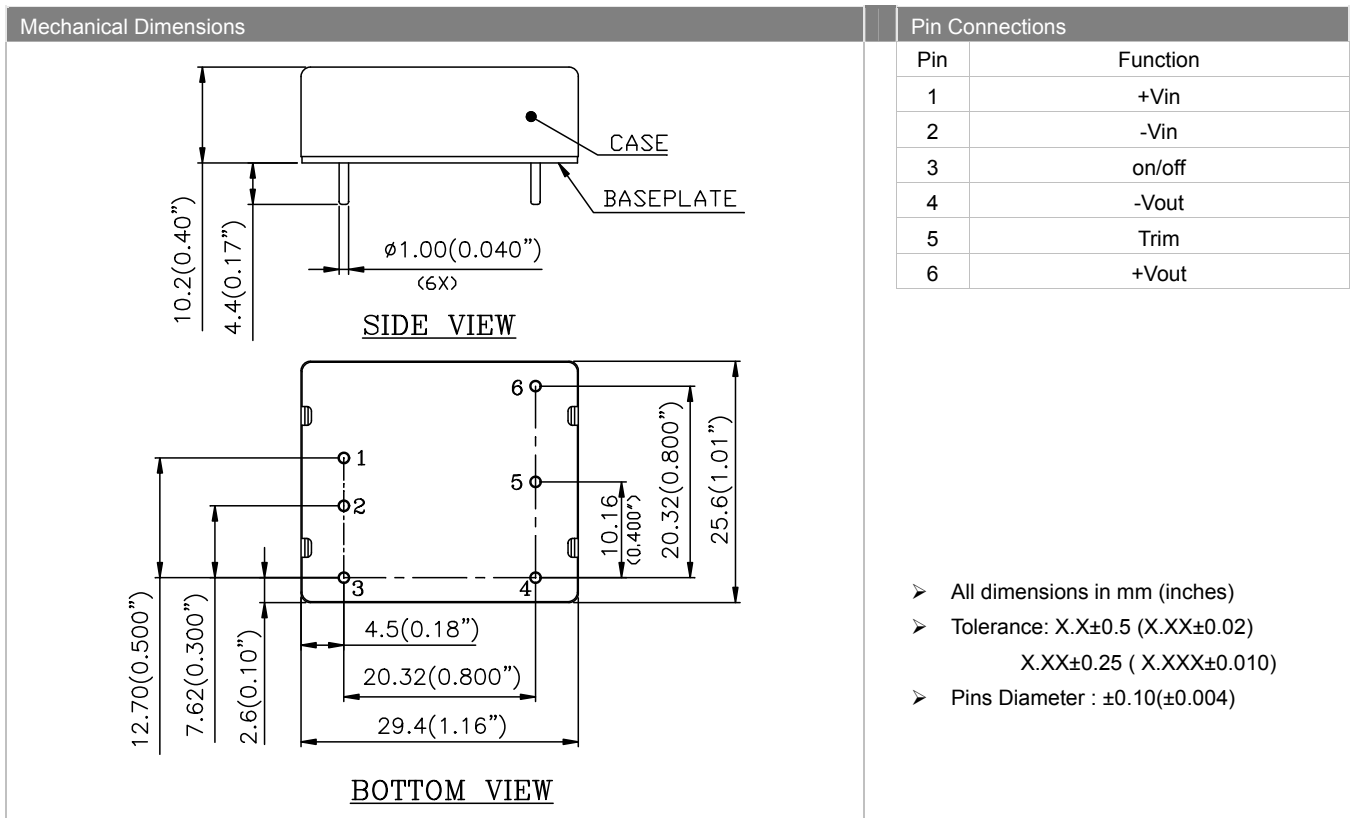 Mechanical Dimensions
CASE
BASEPLATE
10.2(0.40”)
4.4(0.17”)
ø1.00(0.040”)
(6X)
SIDE VIEW
6
1
5
2
3
4
10.16
(0.400”)
20.32(0.800”)
25.6(1.01”)
12.70(0.500”)
7.62(0.300”)
2.6(0.10”)
4.5(0.18”)
20.32(0.800”)
29.4(1.16”)
BOTTOM VIEW
Pin Connections
Pin Function
1 +Vin
2 -Vin
3 on/off
4 -Vout
5 Trim
6 +Vout
➢ All dimensions in mm (inches)
➢ Tolerance: X.X±0.5 (X.XX±0.02)
X.XX±0.25 ( X.XXX±0.010)
➢ Pins Diameter : ±0.10(±0.004)